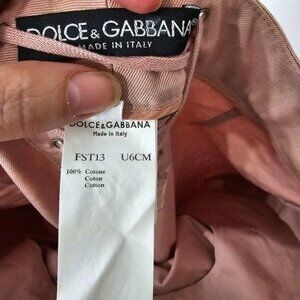 DOLCE & GABBANA
MADE IN ITALY
DOLCE & GABBANA
Made in Italy
FST13 U6CM
100% Cotone
Coton
Cotton